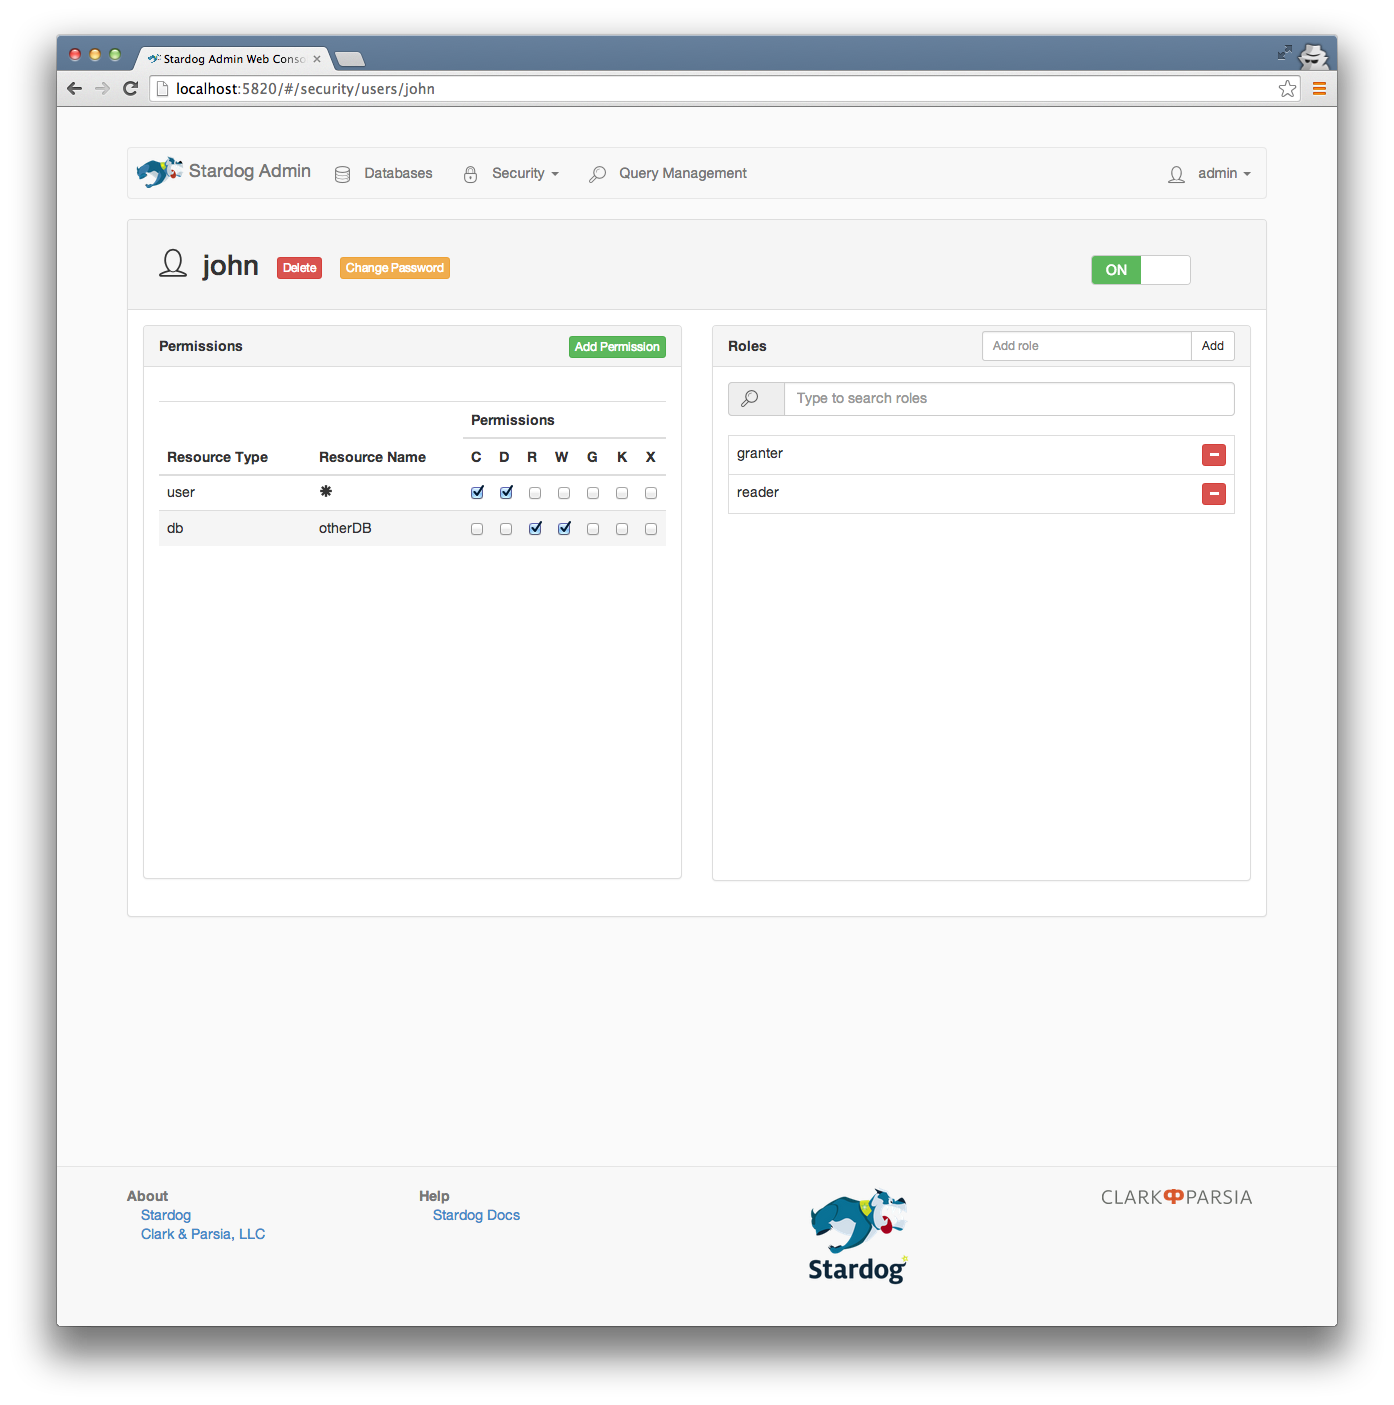 Stardog Admin Web Conso
localhost:5820/#/security/users/john
Stardog Admin Databases Security Query Management admin
john Delete Change Password ON
Permissions Add Permission
Roles Add role Add
Type to search roles
Permissions
Resource Type Resource Name C D R W G K X
user *
db otherDB
granter
reader
About
Stardog
Clark & Parsia, LLC
Help
Stardog Docs
Stardog
CLARK PARSIA